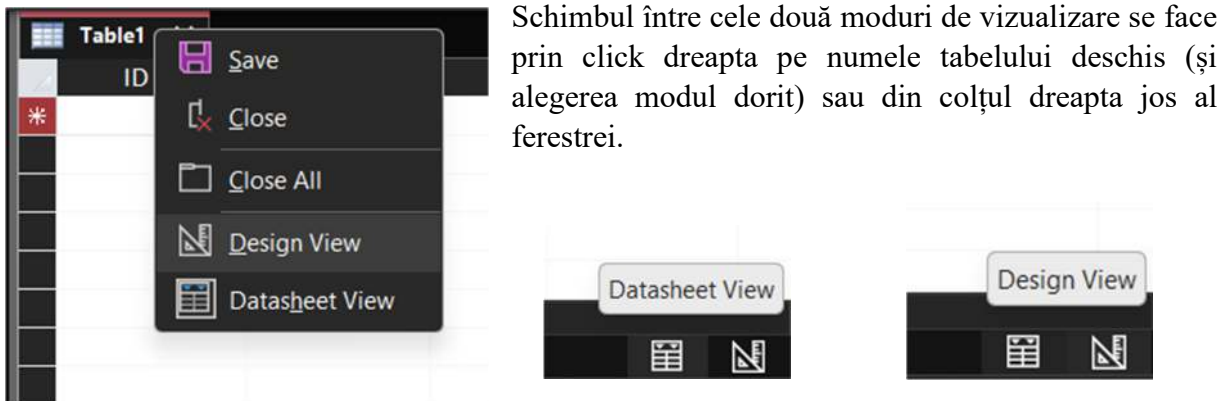 Table1
ID
Save
Close
Close All
Design View
Datasheet View
Schimbul între cele două moduri de vizualizare se face
prin click dreapta pe numele tabelului deschis (și
alegerea modul dorit) sau din colțul dreapta jos al
ferestrei.
Datasheet View
Design View